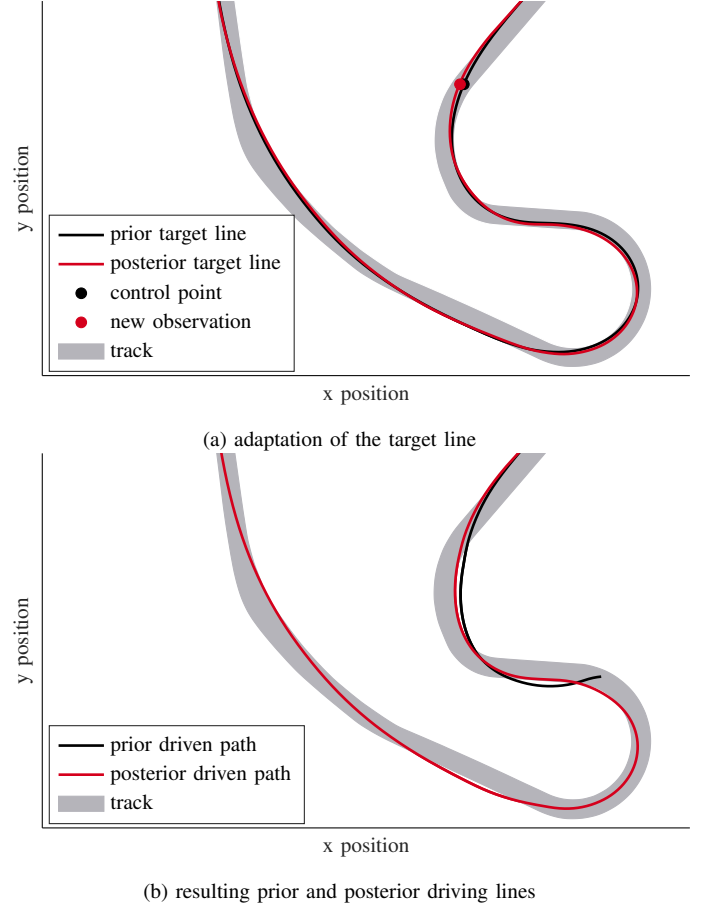 y position
prior target line
posterior target line
control point
new observation
track
x position
(a) adaptation of the target line
y position
prior driven path
posterior driven path
track
x position
(b) resulting prior and posterior driving lines